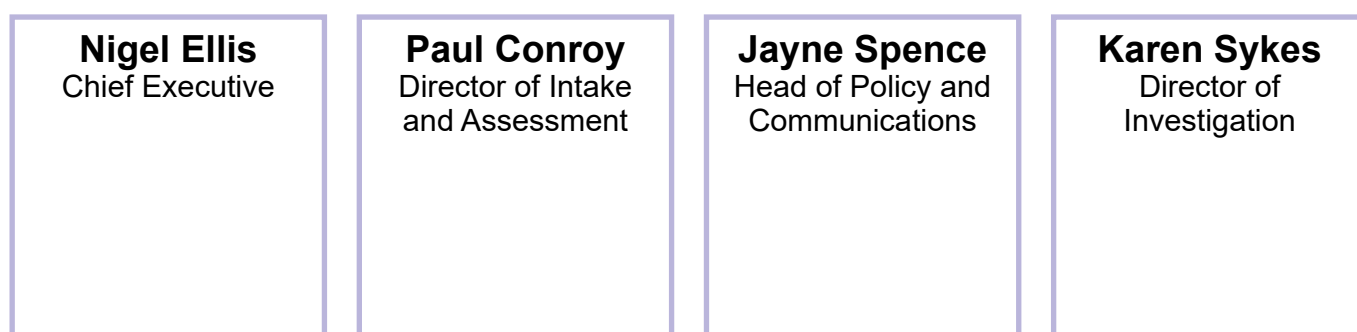 Nigel Ellis
Chief Executive
Paul Conroy
Director of Intake
and Assessment
Jayne Spence
Head of Policy and
Communications
Karen Sykes
Director of
Investigation